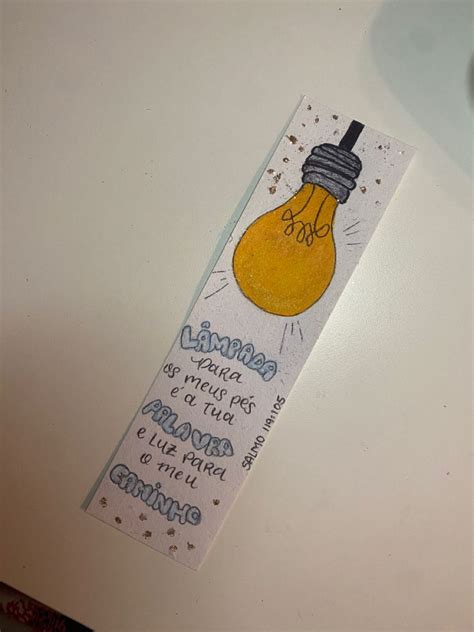 LÂMPADA
para
os meus pés
é a tua
PALAVRA
e luz para
o meu
CAMINHO
SALMO 119:105